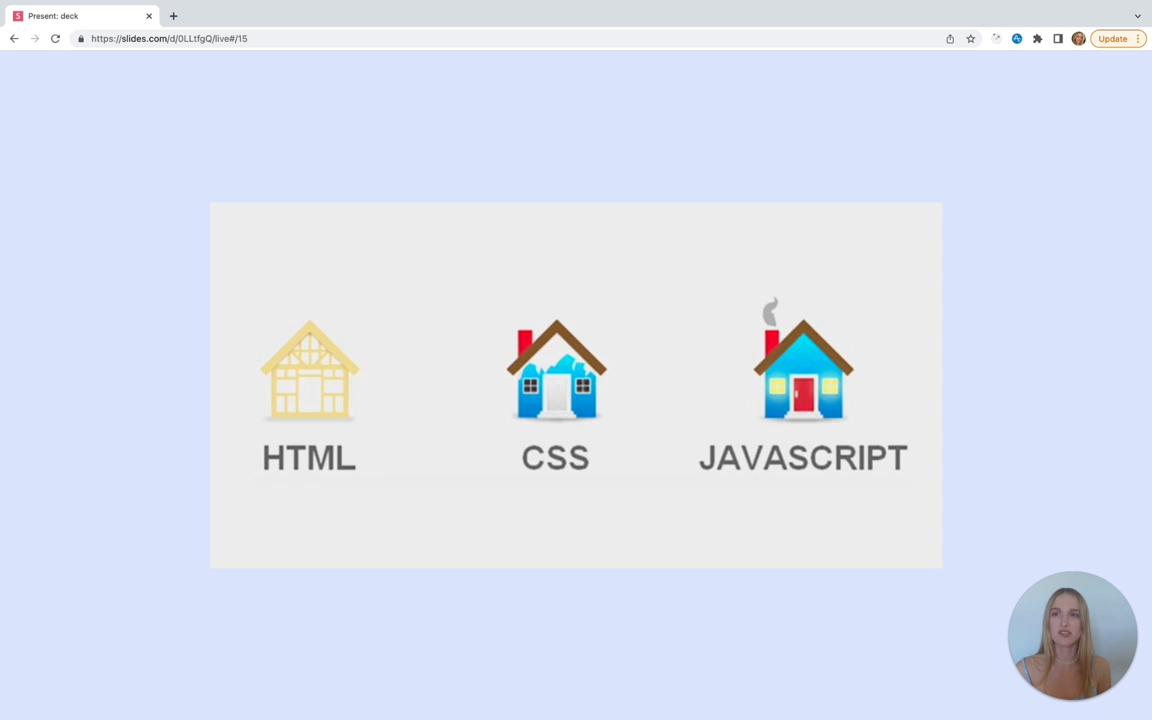 S Present: deck
https://slides.com/d/0LLtfgQ/live#/15
Update
HTML
CSS
JAVASCRIPT